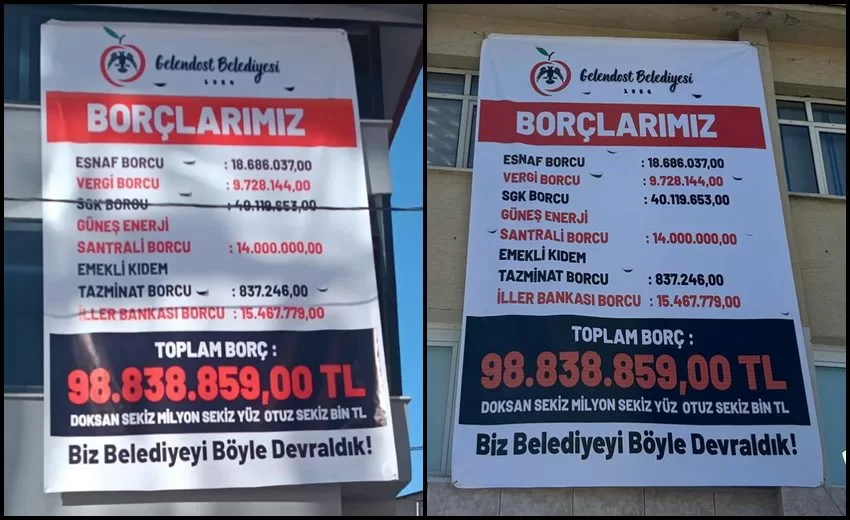 Gelendost Belediyesi
1954
BORÇLARIMIZ
ESNAF BORCU : 18.686.037,00
VERGİ BORCU : 9.728.144,00
SGK BORCU : 40.119.653,00
GÜNEŞ ENERJİ
SANTRALİ BORCU : 14.000.000,00
EMEKLİ KIDEM
TAZMİNAT BORCU : 837.246,00
İLLER BANKASI BORCU : 15.467.779,00
TOPLAM BORÇ :
98.838.859,00 TL
DOKSAN SEKİZ MİLYON SEKİZ YÜZ OTUZ SEKİZ BİN TL
Biz Belediyeyi Böyle Devraldık!
Gelendost Belediyesi
1954
BORÇLARIMIZ
ESNAF BORCU : 18.686.037,00
VERGİ BORCU : 9.728.144,00
SGK BORCU : 40.119.653,00
GÜNEŞ ENERJİ
SANTRALİ BORCU : 14.000.000,00
EMEKLİ KIDEM
TAZMİNAT BORCU : 837.246,00
İLLER BANKASI BORCU : 15.467.779,00
TOPLAM BORÇ :
98.838.859,00 TL
DOKSAN SEKİZ MİLYON SEKİZ YÜZ OTUZ SEKİZ BİN TL
Biz Belediyeyi Böyle Devraldık!